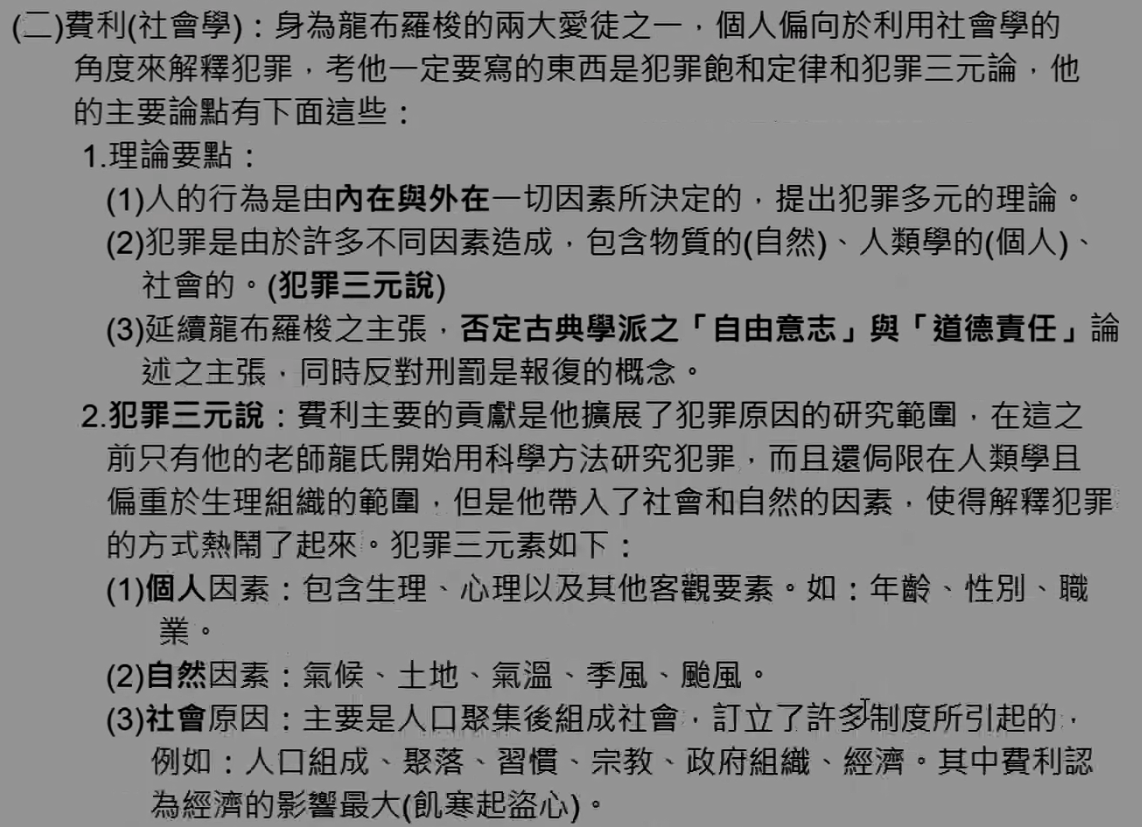 (二)費利(社會學)：身為龍布羅梭的兩大愛徒之一，個人偏向於利用社會學的
角度來解釋犯罪，考他一定要寫的東西是犯罪飽和定律和犯罪三元論，他
的主要論點有下面這些：
1.理論要點：
(1)人的行為是由內在與外在一切因素所決定的，提出犯罪多元的理論。
(2)犯罪是由於許多不同因素造成，包含物質的(自然)、人類學的(個人)、
社會的。(犯罪三元說)
(3)延續龍布羅梭之主張，否定古典學派之「自由意志」與「道德責任」論
述之主張，同時反對刑罰是報復的概念。
2.犯罪三元說：費利主要的貢獻是他擴展了犯罪原因的研究範圍，在這之
前只有他的老師龍氏開始用科學方法研究犯罪，而且還侷限在人類學且
偏重於生理組織的範圍，但是他帶入了社會和自然的因素，使得解釋犯罪
的方式熱鬧了起來。犯罪三元素如下：
(1)個人因素：包含生理、心理以及其他客觀要素。如：年齡、性別、職
業。
(2)自然因素：氣候、土地、氣溫、季風、颱風。
(3)社會原因：主要是人口聚集後組成社會，訂立了許多制度所引起的，
例如：人口組成、聚落、習慣、宗教、政府組織、經濟。其中費利認
為經濟的影響最大(飢寒起盜心)。